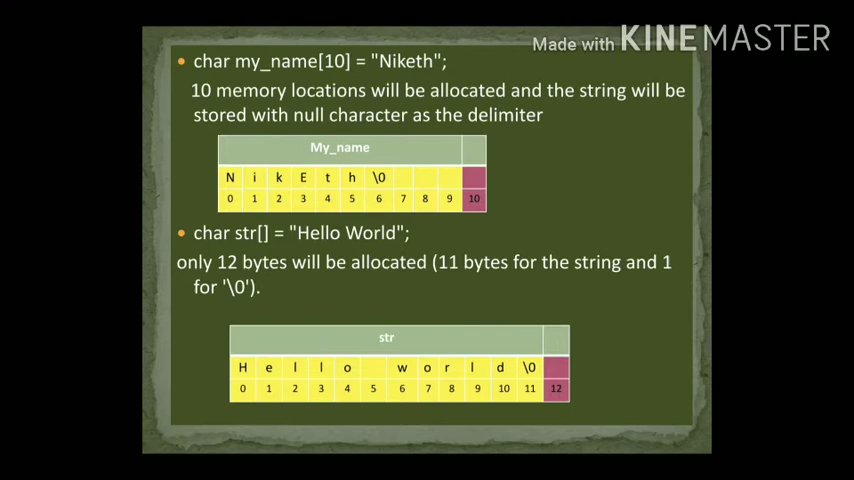 Made with KINEMASTER
• char my_name[10] = "Niketh";
10 memory locations will be allocated and the string will be
stored with null character as the delimiter
My_name
N i k E t h \0
0 1 2 3 4 5 6 7 8 9 10
• char str[] = "Hello World";
only 12 bytes will be allocated (11 bytes for the string and 1
for '\0').
str
H e l l o w o r l d \0
0 1 2 3 4 5 6 7 8 9 10 11 12